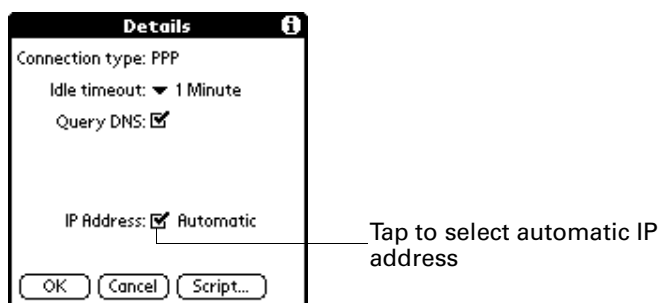 Details
Connection type: PPP
Idle timeout: 1 Minute
Query DNS:
IP Address: Automatic
Tap to select automatic IP
address
OK Cancel Script...